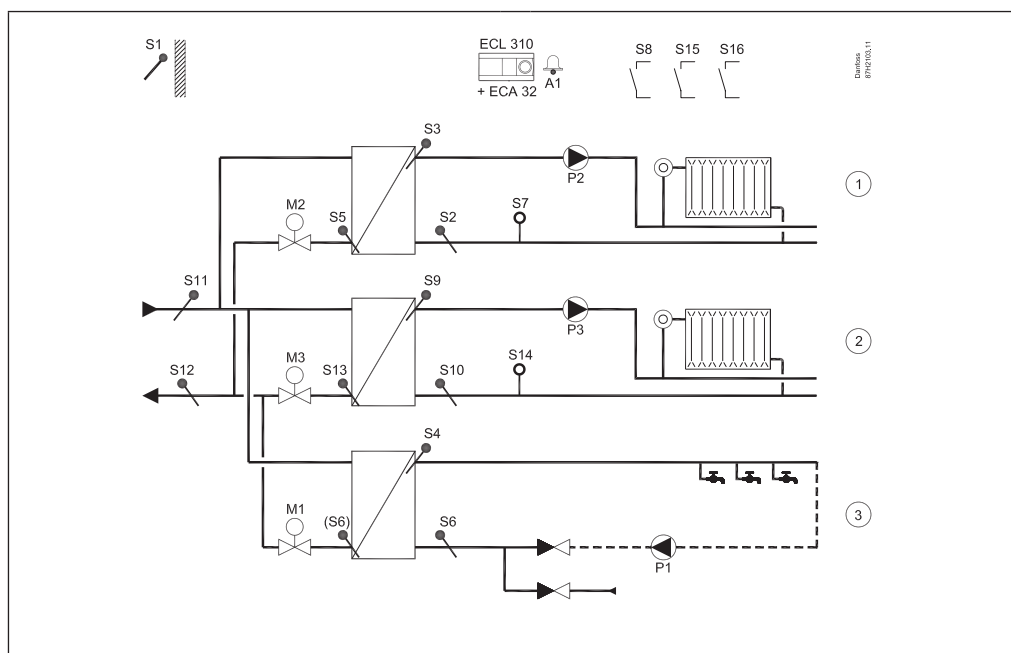 S1
ECL 310
+ ECA 32
A1
S8
S15
S16
Danfoss
87H2103.11
S3
P2
1
M2
S5
S2
S7
S11
S9
P3
2
S12
M3
S13
S10
S14
S4
3
M1
(S6)
S6
P1